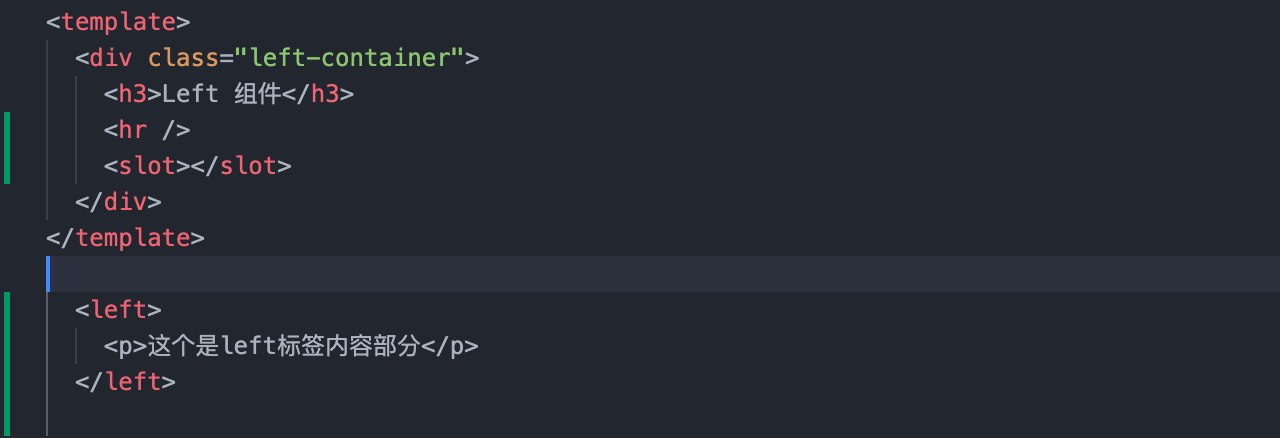 <template>
<div class="left-container">
<h3>Left 组件</h3>
<hr />
<slot></slot>
</div>
</template>
<left>
<p>这个是left标签内容部分</p>
</left>